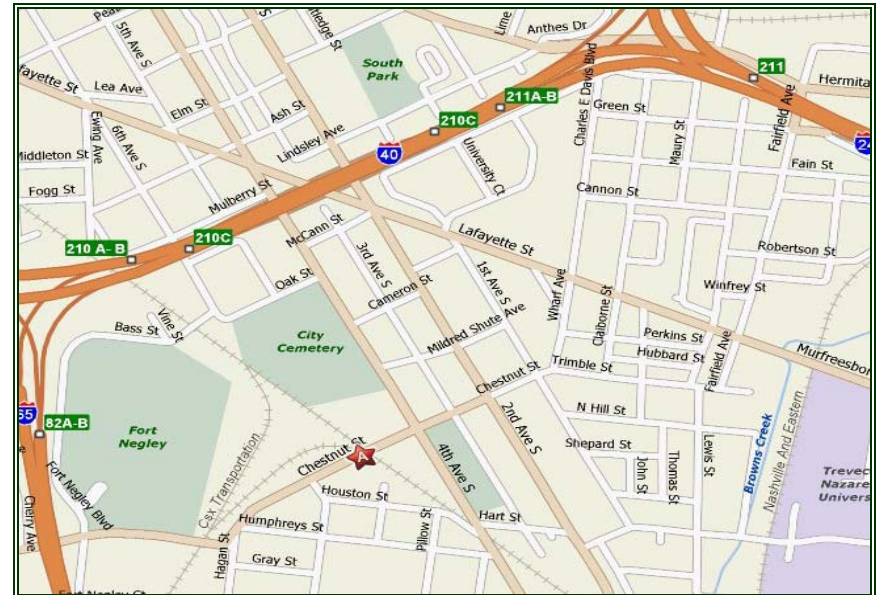 5th Ave S
Lime
Anthes Dr
South
Park
211
Hermita
Lea Ave
Elm St
Ash St
Lindsley Ave
211A-B
210C
40
Charles E Davis Blvd
Green St
Maury St
Fairfield Ave
24
Ewing Ave
6th Ave S
Middleton St
Fogg St
Mulberry St
University Ct
Cannon St
Fain St
210 A- B
210C
McCann St
Lafayette St
Robertson St
Oak St
3rd Ave S
Cameron St
1st Ave S
Wharf Ave
Claiborne St
Winfrey St
Bass St
Vine St
City
Cemetery
Mildred Shute Ave
Perkins St
Hubbard St
Trimble St
Fairfield Ave
Murfreesbor
65
82A-B
Fort
Negley
Chestnut St
2nd Ave S
N Hill St
Shepard St
John St
Thomas St
Lewis St
Browns Creek
Nashville And Eastern
Trevec
Nazare
Univers
Chestnut St
A
4th Ave S
Csx Transportation
Fort Negley Blvd
Cherry Ave
Houston St
Hart St
Pillow St
Humphreys St
Hagan St
Gray St